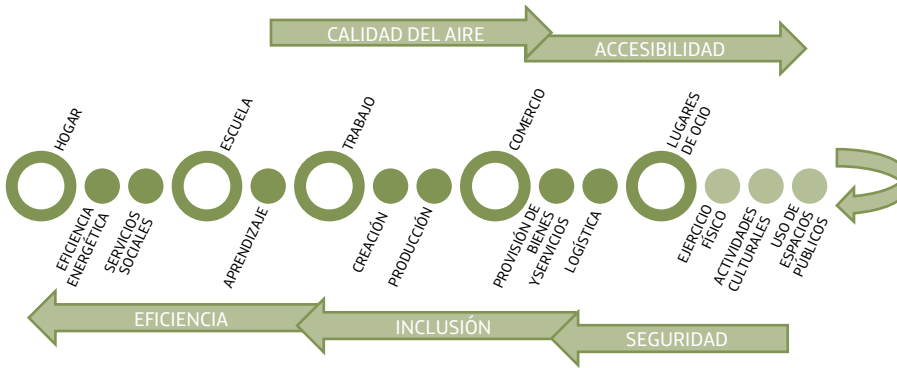 CALIDAD DEL AIRE
ACCESIBILIDAD
HOGAR
ESCUELA
TRABAJO
COMERCIO
LUGARES
DE OCIO
EFICIENCIA
ENERGÉTICA
SERVICIOS
SOCIALES
APRENDIZAJE
CREACIÓN
PRODUCCIÓN
PROVISIÓN DE
BIENES
YSERVICIOS
LOGÍSTICA
EJERCICIO
FÍSICO
ACTIVIDADES
CULTURALES
USO DE
ESPACIOS
PÚBLICOS
EFICIENCIA
INCLUSIÓN
SEGURIDAD